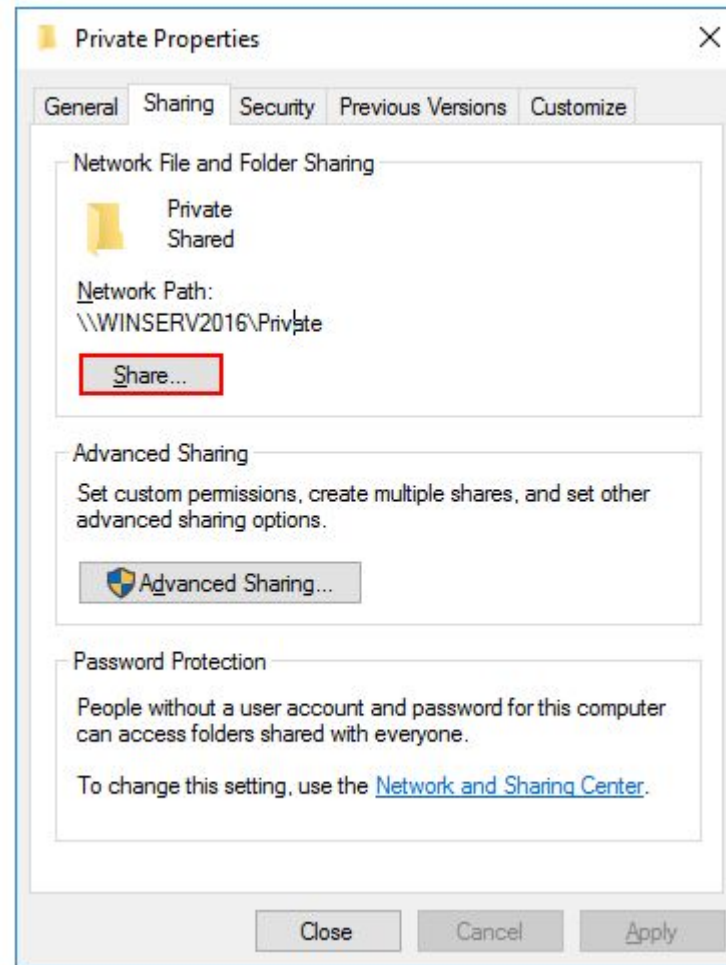 Private Properties
General Sharing Security Previous Versions Customize
Network File and Folder Sharing
Private
Shared
Network Path:
\\WINSERV2016\Private
Share...
Advanced Sharing
Set custom permissions, create multiple shares, and set other
advanced sharing options.
Advanced Sharing...
Password Protection
People without a user account and password for this computer
can access folders shared with everyone.
To change this setting, use the Network and Sharing Center.
Close Cancel Apply